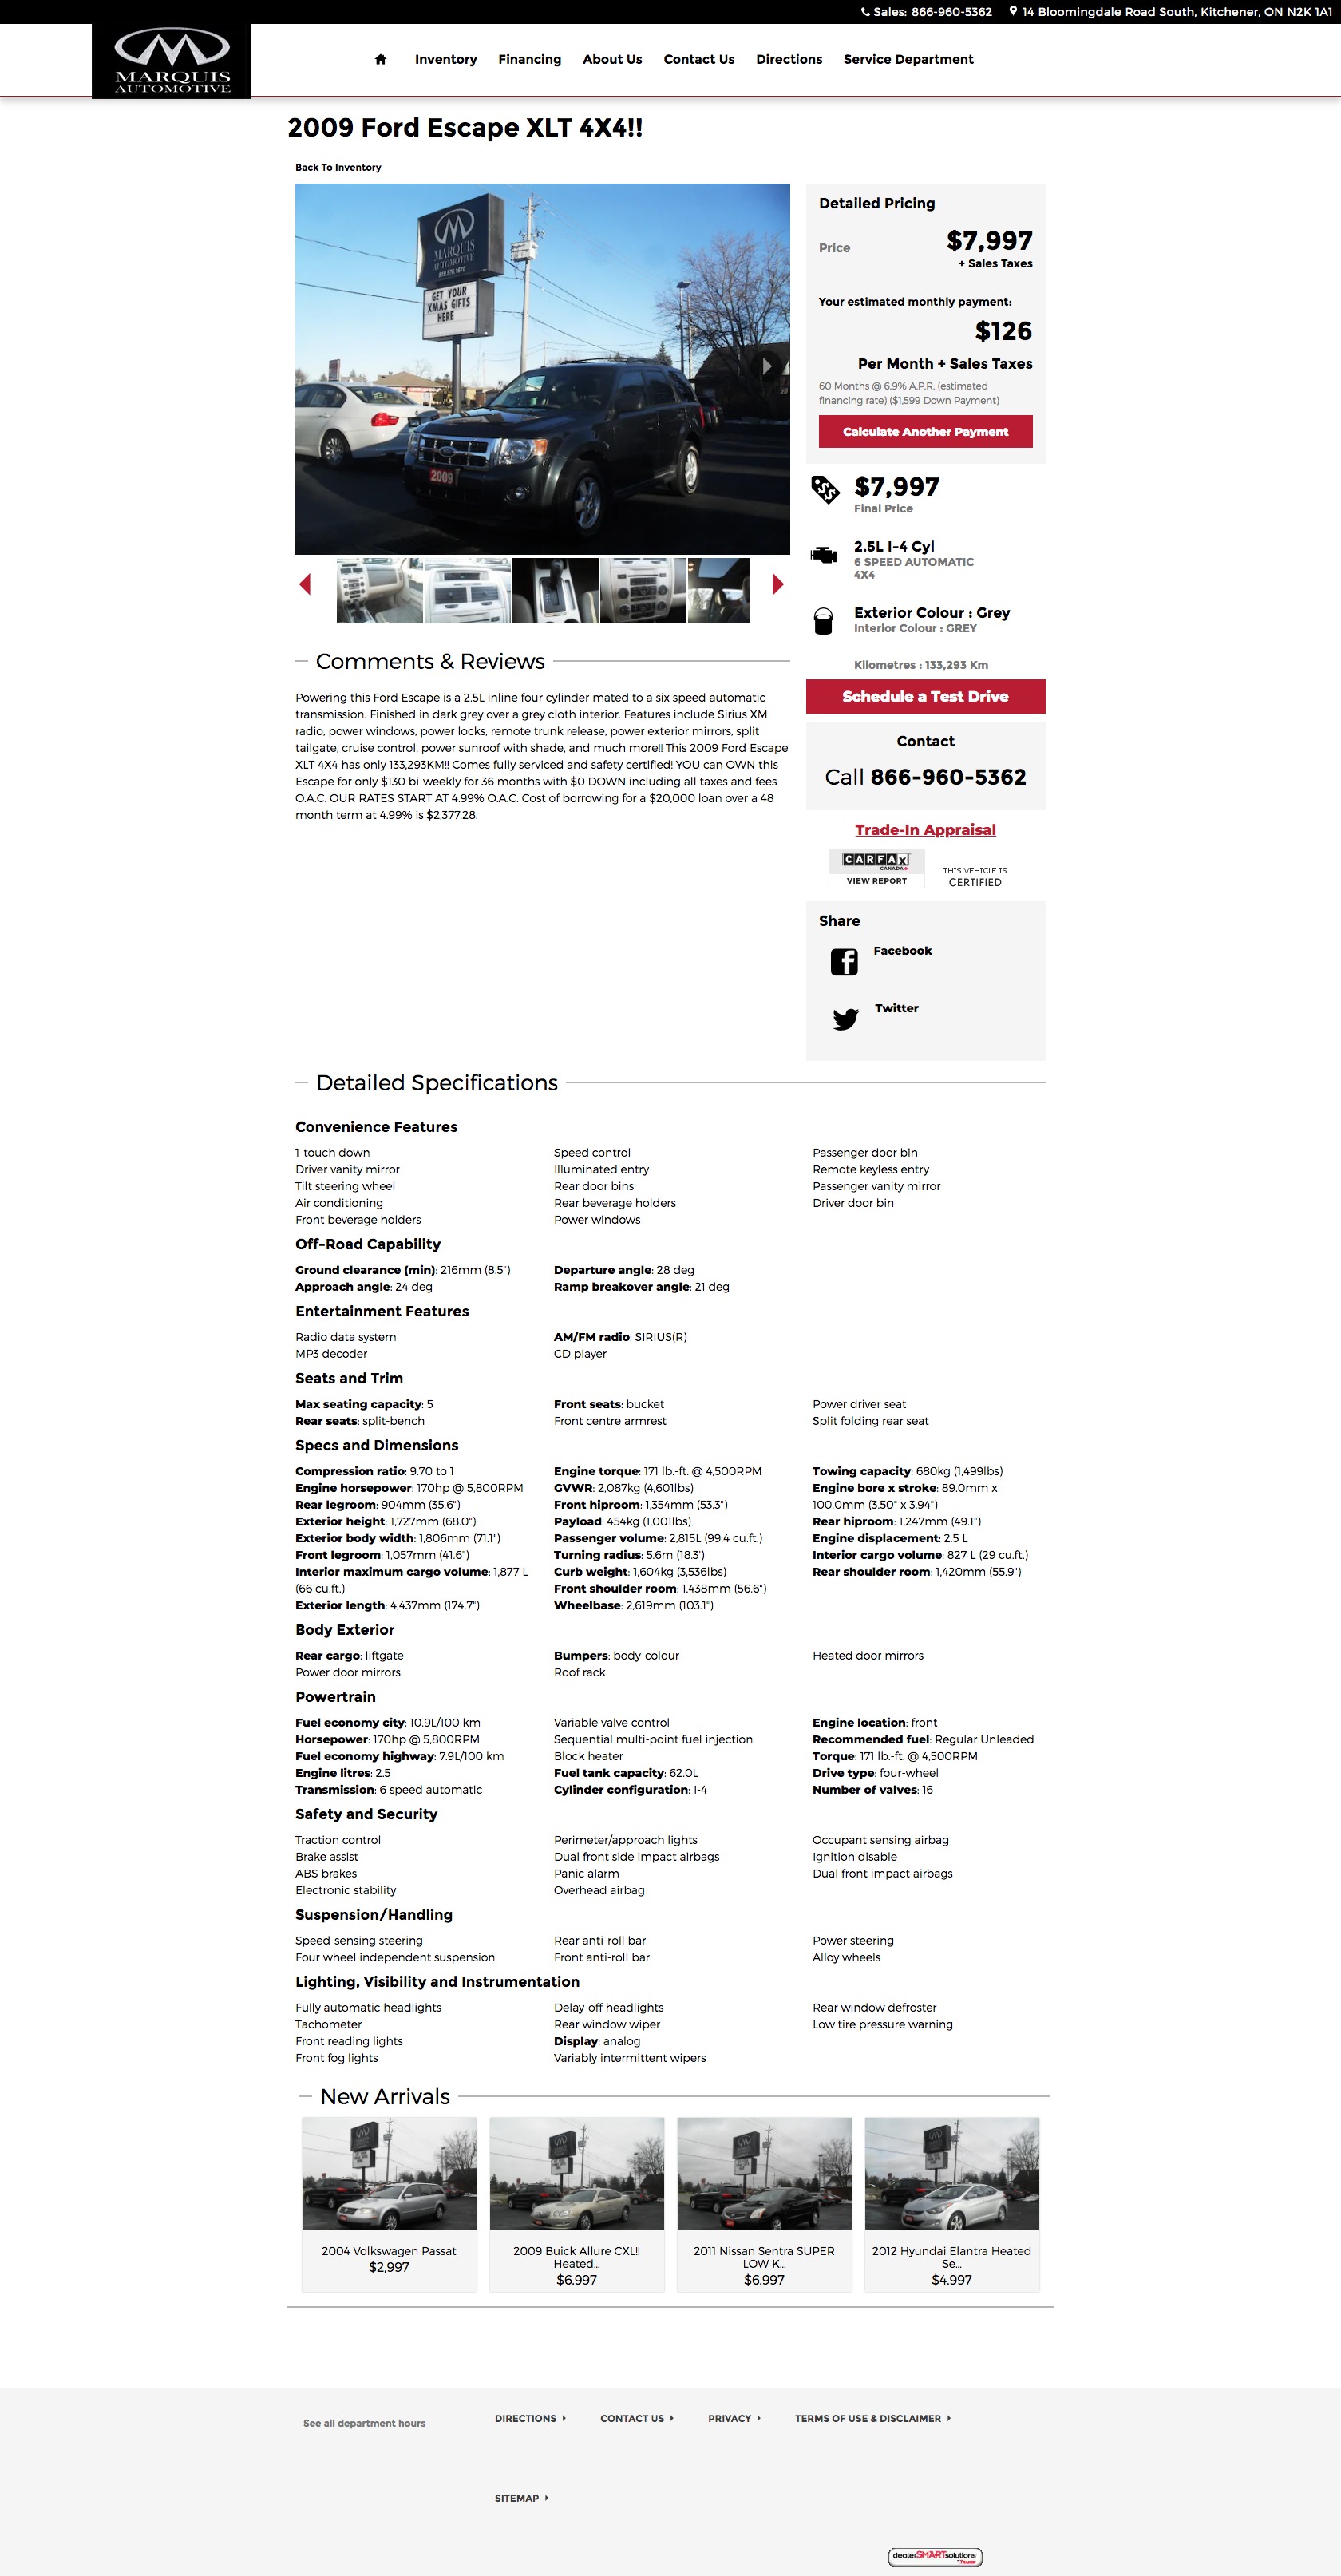 Sales: 866-960-5362 14 Bloomingdale Road South, Kitchener, ON N2K 1A1
MARQUIS
AUTOMOTIVE
Inventory Financing About Us Contact Us Directions Service Department
2009 Ford Escape XLT 4X4!!
Back To Inventory
MARQUIS
AUTOMOTIVE
GET YOUR
XMAS GIFTS
HERE
2009
Detailed Pricing
Price $7,997
+ Sales Taxes
Your estimated monthly payment:
$126
Per Month + Sales Taxes
60 Months @ 6.9% A.P.R. (estimated
financing rate) ($1,599 Down Payment)
Calculate Another Payment
$7,997
Final Price
2.5L I-4 Cyl
6 SPEED AUTOMATIC
4X4
Exterior Colour : Grey
Interior Colour : GREY
Kilometres : 133,293 Km
Schedule a Test Drive
Contact
Call 866-960-5362
Trade-In Appraisal
CARFAX
CANADA
VIEW REPORT
THIS VEHICLE IS
CERTIFIED
Share
Facebook
Twitter
Comments & Reviews
Powering this Ford Escape is a 2.5L inline four cylinder mated to a six speed automatic
transmission. Finished in dark grey over a grey cloth interior. Features include Sirius XM
radio, power windows, power locks, remote trunk release, power exterior mirrors, split
tailgate, cruise control, power sunroof with shade, and much more!! This 2009 Ford Escape
XLT 4X4 has only 133,293KM!! Comes fully serviced and safety certified! YOU can OWN this
Escape for only $130 bi-weekly for 36 months with $0 DOWN including all taxes and fees
O.A.C. OUR RATES START AT 4.99% O.A.C. Cost of borrowing for a $20,000 loan over a 48
month term at 4.99% is $2,377.28.
Detailed Specifications
Convenience Features
1-touch down Speed control Passenger door bin
Driver vanity mirror Illuminated entry Remote keyless entry
Tilt steering wheel Rear door bins Passenger vanity mirror
Air conditioning Rear beverage holders Driver door bin
Front beverage holders Power windows
Off-Road Capability
Ground clearance (min): 216mm (8.5") Departure angle: 28 deg
Approach angle: 24 deg Ramp breakover angle: 21 deg
Entertainment Features
Radio data system AM/FM radio: SIRIUS(R)
MP3 decoder CD player
Seats and Trim
Max seating capacity: 5 Front seats: bucket Power driver seat
Rear seats: split-bench Front centre armrest Split folding rear seat
Specs and Dimensions
Compression ratio: 9.70 to 1 Engine torque: 171 lb.-ft. @ 4,500RPM Towing capacity: 680kg (1,499lbs)
Engine horsepower: 170hp @ 5,800RPM GVWR: 2,087kg (4,601lbs) Engine bore x stroke: 89.0mm x
Rear legroom: 904mm (35.6") Front hiproom: 1,354mm (53.3") 100.0mm (3.50" x 3.94")
Exterior height: 1,727mm (68.0") Payload: 454kg (1,001lbs) Rear hiproom: 1,247mm (49.1")
Exterior body width: 1,806mm (71.1") Passenger volume: 2,815L (99.4 cu.ft.) Engine displacement: 2.5 L
Front legroom: 1,057mm (41.6") Turning radius: 5.6m (18.3') Interior cargo volume: 827 L (29 cu.ft.)
Interior maximum cargo volume: 1,877 L Curb weight: 1,604kg (3,536lbs) Rear shoulder room: 1,420mm (55.9")
(66 cu.ft.) Front shoulder room: 1,438mm (56.6")
Exterior length: 4,437mm (174.7") Wheelbase: 2,619mm (103.1")
Body Exterior
Rear cargo: liftgate Bumpers: body-colour Heated door mirrors
Power door mirrors Roof rack
Powertrain
Fuel economy city: 10.9L/100 km Variable valve control Engine location: front
Horsepower: 170hp @ 5,800RPM Sequential multi-point fuel injection Recommended fuel: Regular Unleaded
Fuel economy highway: 7.9L/100 km Block heater Torque: 171 lb.-ft. @ 4,500RPM
Engine litres: 2.5 Fuel tank capacity: 62.0L Drive type: four-wheel
Transmission: 6 speed automatic Cylinder configuration: I-4 Number of valves: 16
Safety and Security
Traction control Perimeter/approach lights Occupant sensing airbag
Brake assist Dual front side impact airbags Ignition disable
ABS brakes Panic alarm Dual front impact airbags
Electronic stability Overhead airbag
Suspension/Handling
Speed-sensing steering Rear anti-roll bar Power steering
Four wheel independent suspension Front anti-roll bar Alloy wheels
Lighting, Visibility and Instrumentation
Fully automatic headlights Delay-off headlights Rear window defroster
Tachometer Rear window wiper Low tire pressure warning
Front reading lights Display: analog
Front fog lights Variably intermittent wipers
New Arrivals
2004 Volkswagen Passat
$2,997
2009 Buick Allure CXL!!
Heated...
$6,997
2011 Nissan Sentra SUPER
LOW K...
$6,997
2012 Hyundai Elantra Heated
Se...
$4,997
See all department hours
DIRECTIONS CONTACT US PRIVACY TERMS OF USE & DISCLAIMER
SITEMAP
dealerSMARTsolutions